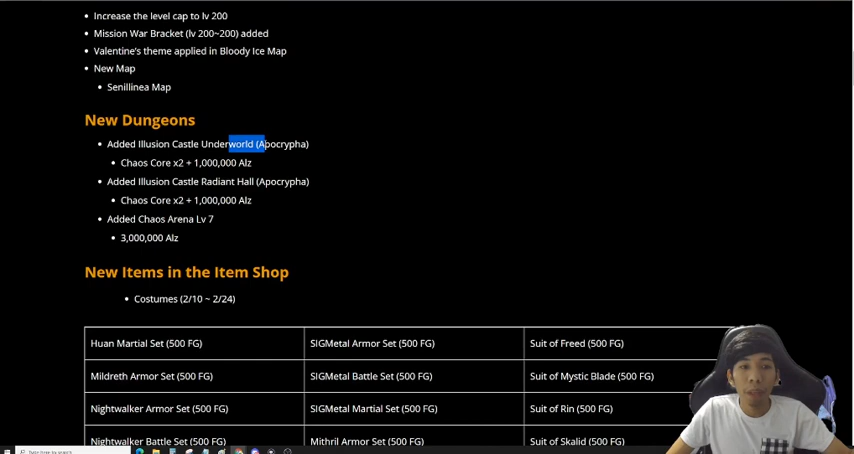 Increase the level cap to lv 200
Mission War Bracket (lv 200~200) added
Valentine's theme applied in Bloody Ice Map
New Map
Senillinea Map
New Dungeons
Added Illusion Castle Underworld (Apocrypha)
Chaos Core x2 + 1,000,000 Alz
Added Illusion Castle Radiant Hall (Apocrypha)
Chaos Core x2 + 1,000,000 Alz
Added Chaos Arena Lv 7
3,000,000 Alz
New Items in the Item Shop
Costumes (2/10 ~ 2/24)
Huan Martial Set (500 FG) SIGMetal Armor Set (500 FG) Suit of Freed (500 FG)
Mildreth Armor Set (500 FG) SIGMetal Battle Set (500 FG) Suit of Mystic Blade (500 FG)
Nightwalker Armor Set (500 FG) SIGMetal Martial Set (500 FG) Suit of Rin (500 FG)
Nightwalker Battle Set (500 FG) Mithril Armor Set (500 FG) Suit of Skalid (500 FG)
Type here to search